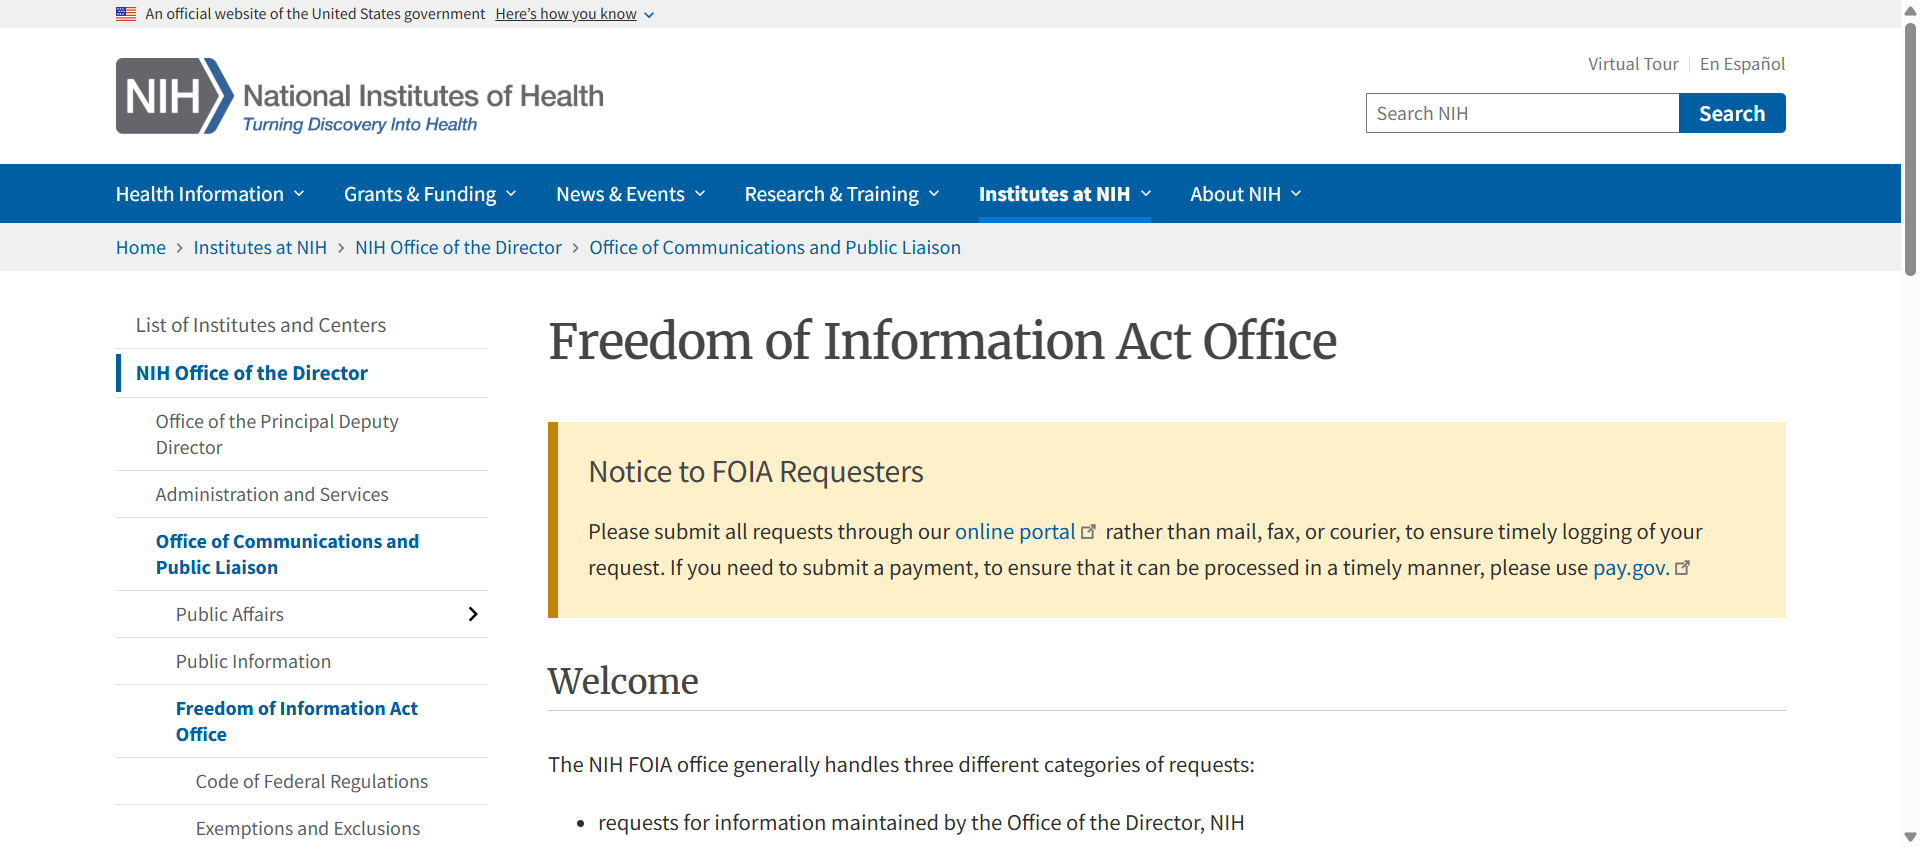 An official website of the United States government Here's how you know
Virtual Tour En Español
NIH National Institutes of Health
Turning Discovery Into Health
Search NIH Search
Health Information Grants & Funding News & Events Research & Training Institutes at NIH About NIH
Home > Institutes at NIH > NIH Office of the Director > Office of Communications and Public Liaison
List of Institutes and Centers
NIH Office of the Director
Office of the Principal Deputy
Director
Administration and Services
Office of Communications and
Public Liaison
Public Affairs
Public Information
Freedom of Information Act
Office
Code of Federal Regulations
Exemptions and Exclusions
Freedom of Information Act Office
Notice to FOIA Requesters
Please submit all requests through our online portal rather than mail, fax, or courier, to ensure timely logging of your
request. If you need to submit a payment, to ensure that it can be processed in a timely manner, please use pay.gov.
Welcome
The NIH FOIA office generally handles three different categories of requests:
• requests for information maintained by the Office of the Director, NIH